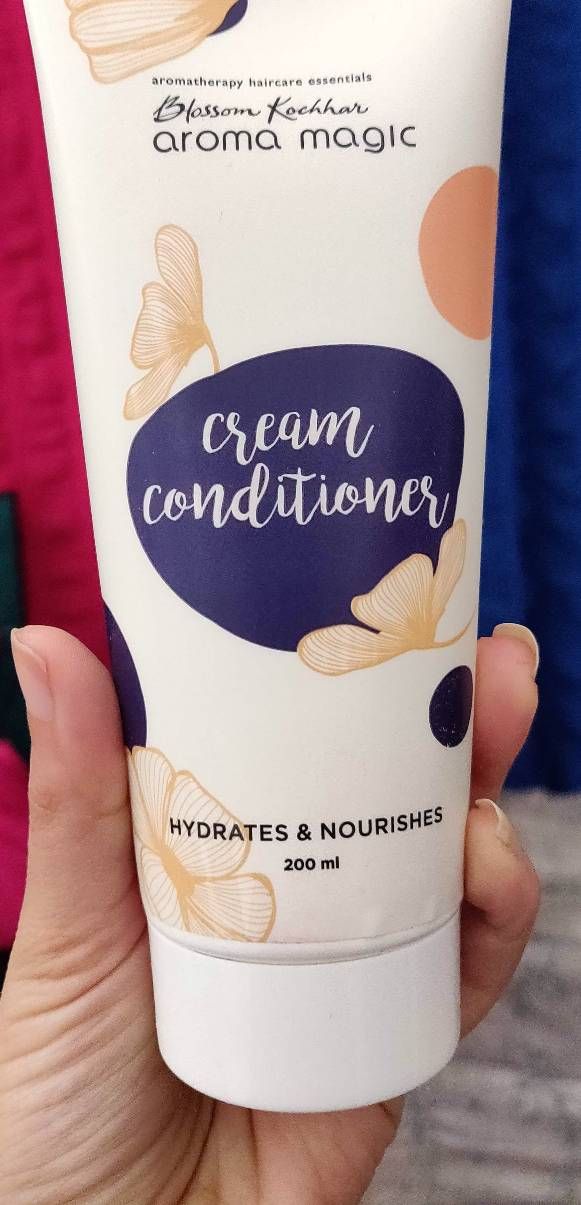 aromatherapy haircare essentials
Blossom Kochhar
aroma magic
cream
conditioner
HYDRATES & NOURISHES
200 ml